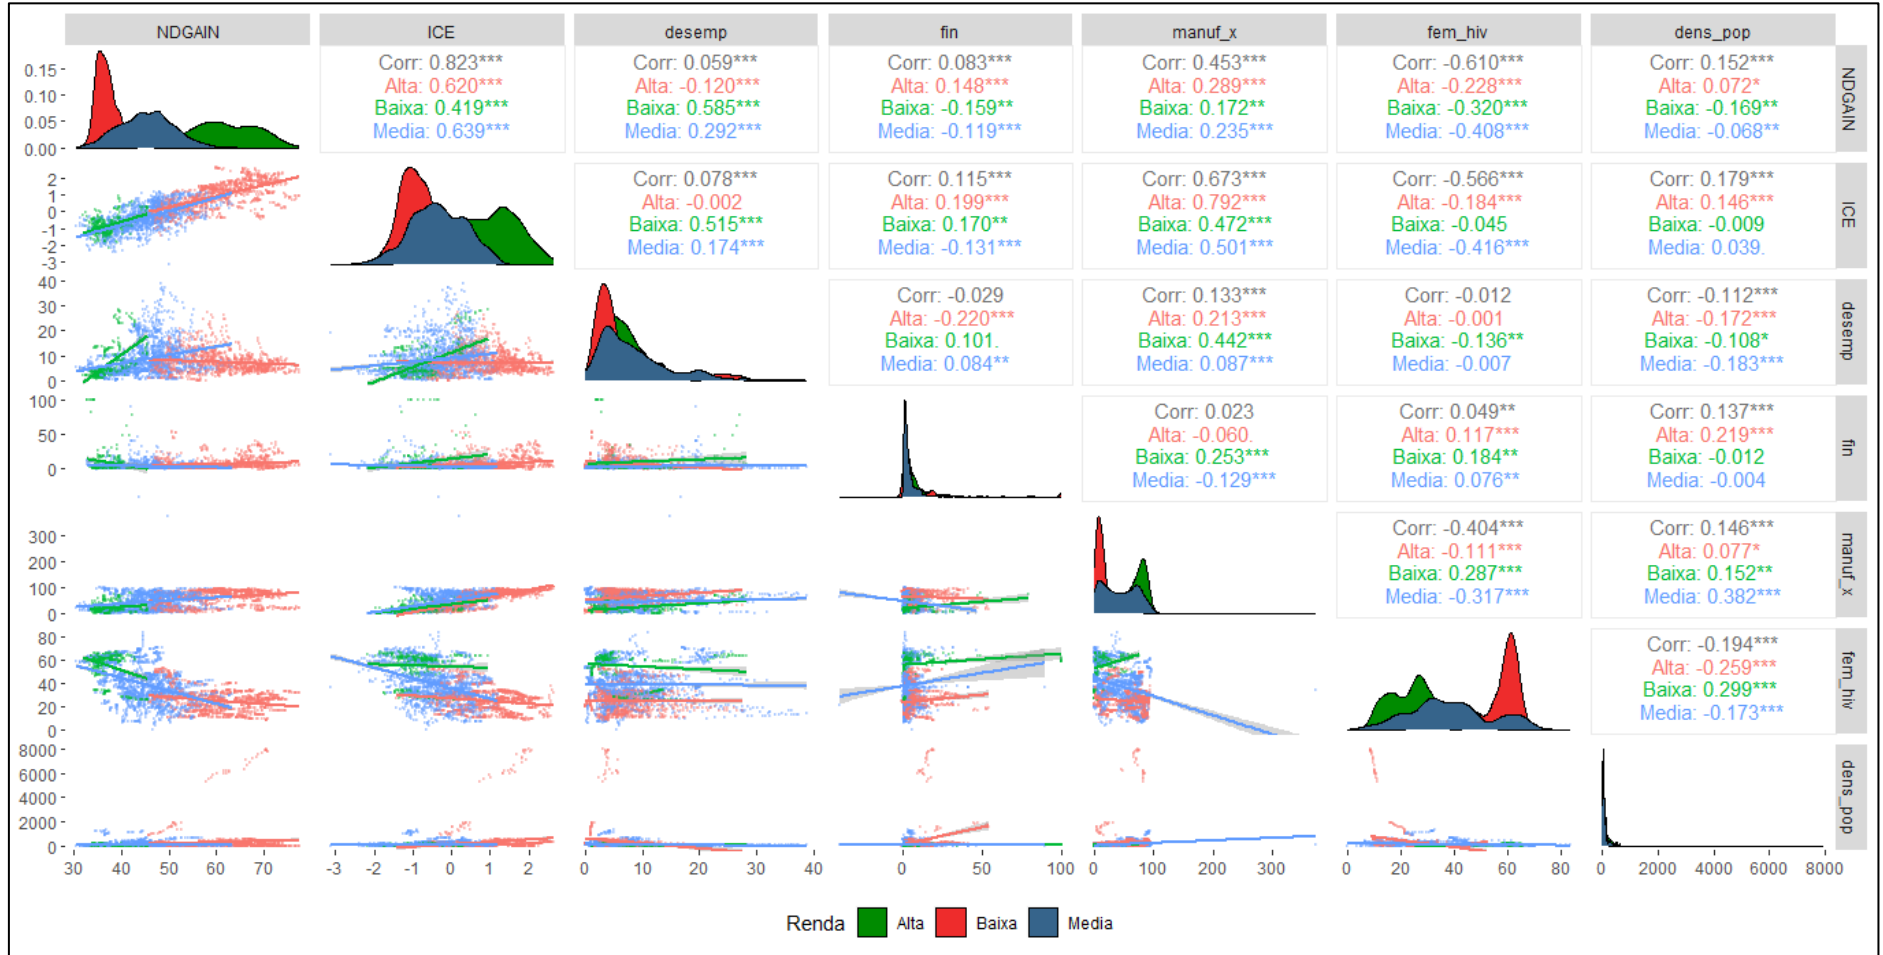 NDGAIN ICE desemp fin manuf_x fem_hiv dens_pop
0.15
0.10
0.05
0.00
Corr: 0.823***
Alta: 0.620***
Baixa: 0.419***
Media: 0.639***
Corr: 0.059***
Alta: -0.120***
Baixa: 0.585***
Media: 0.292***
Corr: 0.083***
Alta: 0.148***
Baixa: -0.159**
Media: -0.119***
Corr: 0.453***
Alta: 0.289***
Baixa: 0.172**
Media: 0.235***
Corr: -0.610***
Alta: -0.228***
Baixa: -0.320***
Media: -0.408***
Corr: 0.152***
Alta: 0.072*
Baixa: -0.169**
Media: -0.068**
NDGAIN
2
1
0
-1
-2
-3
Corr: 0.078***
Alta: -0.002
Baixa: 0.515***
Media: 0.174***
Corr: 0.115***
Alta: 0.199***
Baixa: 0.170**
Media: -0.131***
Corr: 0.673***
Alta: 0.792***
Baixa: 0.472***
Media: 0.501***
Corr: -0.566***
Alta: -0.184***
Baixa: -0.045
Media: -0.416***
Corr: 0.179***
Alta: 0.146***
Baixa: -0.009
Media: 0.039.
ICE
40
30
20
10
0
Corr: -0.029
Alta: -0.220***
Baixa: 0.101.
Media: 0.084**
Corr: 0.133***
Alta: 0.213***
Baixa: 0.442***
Media: 0.087***
Corr: -0.012
Alta: -0.001
Baixa: -0.136**
Media: -0.007
Corr: -0.112***
Alta: -0.172***
Baixa: -0.108*
Media: -0.183***
desemp
100
50
0
Corr: 0.023
Alta: -0.060.
Baixa: 0.253***
Media: -0.129***
Corr: 0.049**
Alta: 0.117***
Baixa: 0.184**
Media: 0.076**
Corr: 0.137***
Alta: 0.219***
Baixa: -0.012
Media: -0.004
fin
300
200
100
0
Corr: -0.404***
Alta: -0.111***
Baixa: 0.287***
Media: -0.317***
Corr: 0.146***
Alta: 0.077*
Baixa: 0.152**
Media: 0.382***
manuf_x
80
60
40
20
0
Corr: -0.194***
Alta: -0.259***
Baixa: 0.299***
Media: -0.173***
fem_hiv
8000
6000
4000
2000
0
dens_pop
30 40 50 60 70 -3 -2 -1 0 1 2 0 10 20 30 40 0 50 100 0 100 200 300 0 20 40 60 80 0 2000 4000 6000 8000
Renda Alta Baixa Media